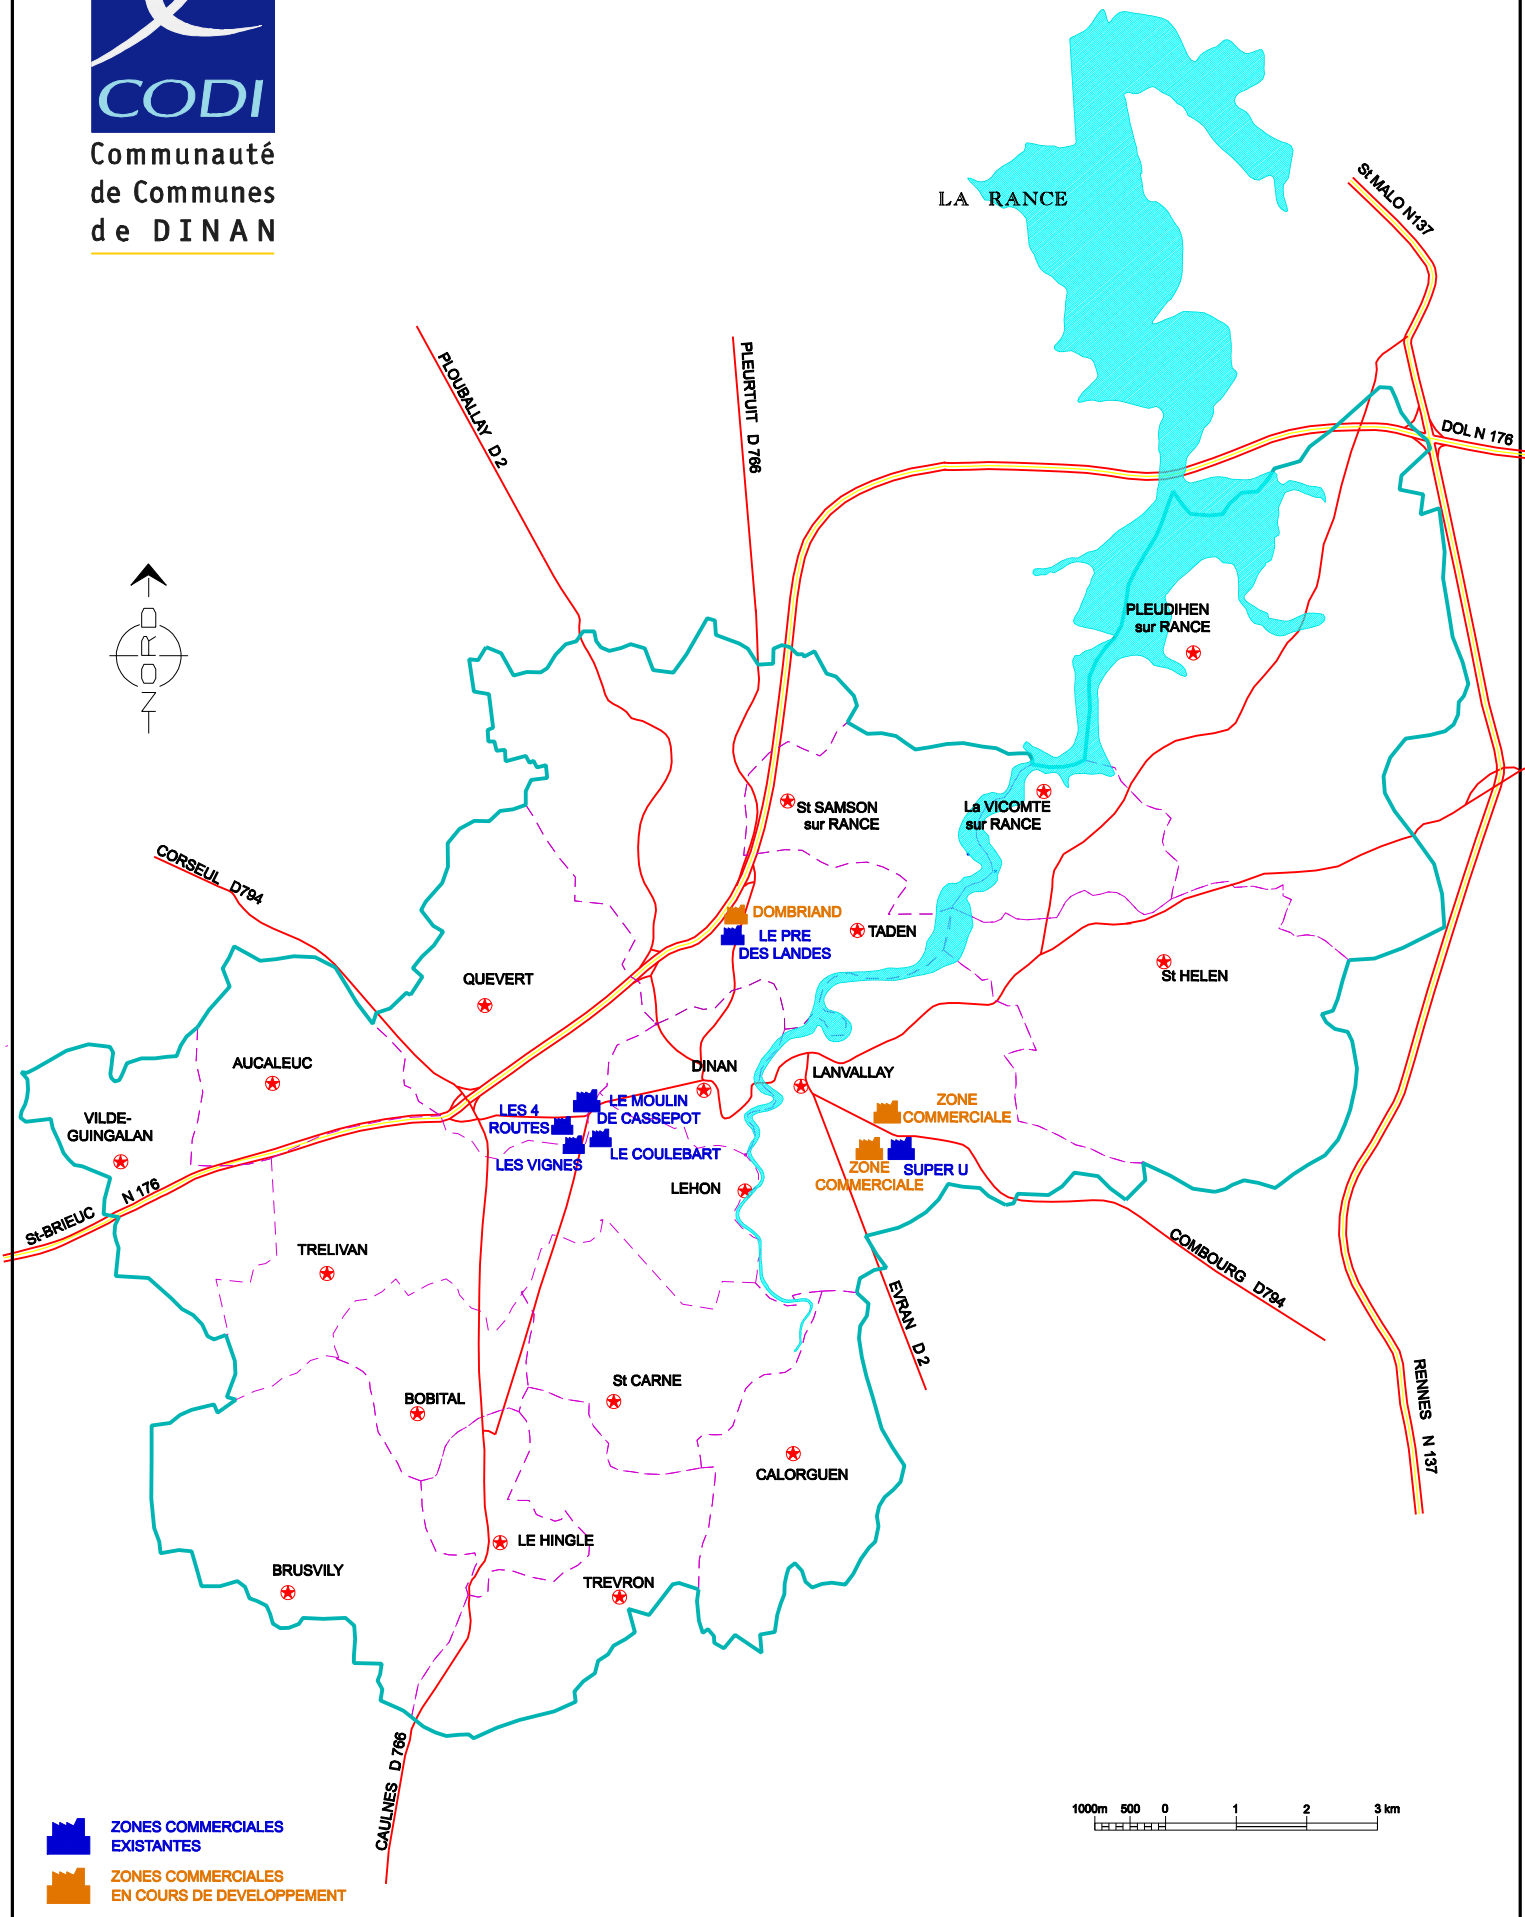 CODI
Communauté
de Communes
de DINAN
LA RANCE
St MALO N137
DOL N 176
PLOUBALLAY D 2
PLEURTUIT D 766
NORD
PLEUDIHEN
sur RANCE
St SAMSON
sur RANCE
La VICOMTE
sur RANCE
CORSEUL D794
DOMBRIAND
LE PRE
DES LANDES
TADEN
QUEVERT
St HELEN
AUCALEUC
DINAN
LANVALLAY
VILDE-
GUINGALAN
LES 4
ROUTES
LE MOULIN
DE CASSEPOT
LES VIGNES
LE COULEBART
ZONE
COMMERCIALE
ZONE
COMMERCIALE
SUPER U
LEHON
St-BRIEUC N 176
TRELIVAN
COMBOURG D794
EVRAN D 2
RENNES N 137
BOBITAL
St CARNE
CALORGUEN
LE HINGLE
BRUSVILY
TREVRON
CAULNES D 766
ZONES COMMERCIALES
EXISTANTES
ZONES COMMERCIALES
EN COURS DE DEVELOPPEMENT
1000m 500 0 1 2 3 km